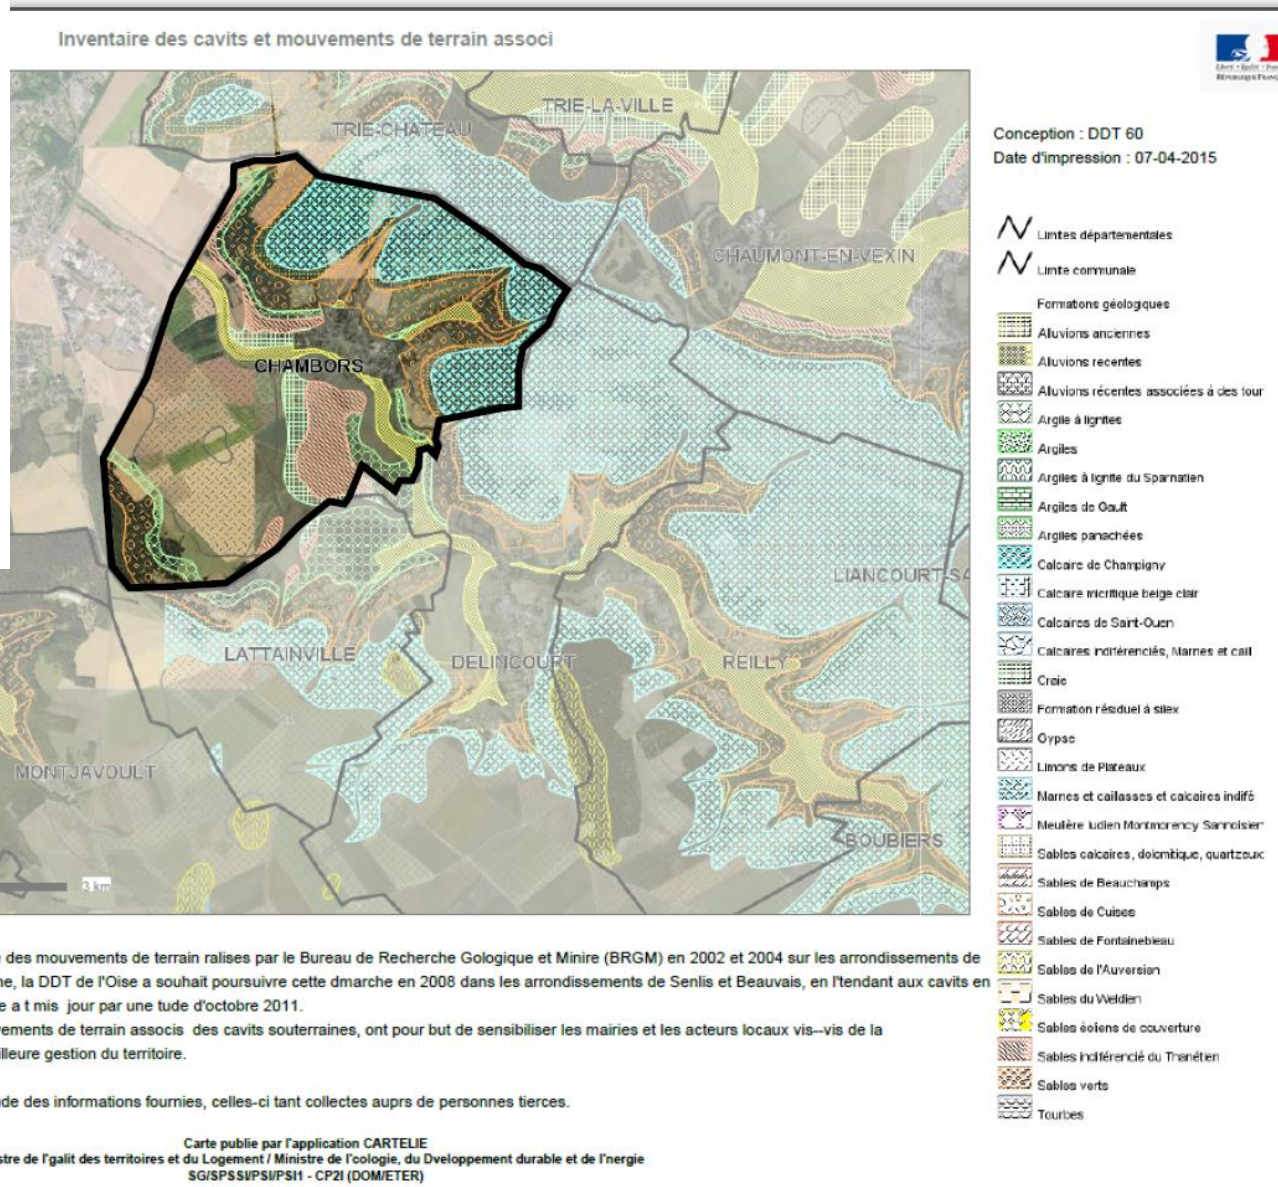 Inventaire des cavits et mouvements de terrain associ
Conception : DDT 60
Date d'impression : 07-04-2015
TRIE-LA-VILLE
TRIE-CHATEAU
CHAUMONT-EN-VEXIN
CHAMBORS
LIANCOURT-SA
LATTAINVILLE
DELINCOURT
REILLY
MONTJAVOULT
BOUBIERS
3 km
Limites départementales
Limite communale
Formations géologiques
Alluvions anciennes
Alluvions recentes
Alluvions récentes associées à des tour
Argile à lignites
Argiles
Argiles à lignite du Sparnatien
Argiles de Gault
Argiles panachées
Calcaire de Champigny
Calcaire micritique beige clair
Calcaires de Saint-Ouen
Calcaires indiférenciés, Marnes et cail
Craie
Formation résiduel à silex
Gypse
Limons de Plateaux
Marnes et caillasses et calcaires indifé
Meulière ludien Montmorency Sannoisier
Sables calcaires, dolomitique, quartzeux
Sables de Beauchamps
Sables de Cuises
Sables de Fontainebleau
Sables de l'Auversien
Sables du Weldien
Sables éoliens de couverture
Sables indiférencié du Thanétien
Sables verts
Tourbes
e des mouvements de terrain ralises par le Bureau de Recherche Gologique et Minire (BRGM) en 2002 et 2004 sur les arrondissements de
ne, la DDT de l'Oise a souhait poursuivre cette dmarche en 2008 dans les arrondissements de Senlis et Beauvais, en l'tendant aux cavits en
e a t mis jour par une tude d'octobre 2011.
vements de terrain associs des cavits souterraines, ont pour but de sensibiliser les mairies et les acteurs locaux vis--vis de la
illeure gestion du territoire.
ude des informations fournies, celles-ci tant collectes auprs de personnes tierces.
Carte publie par l'application CARTELIE
stre de l'galit des territoires et du Logement / Ministre de l'cologie, du Dveloppement durable et de l'nergie
SG/SPSSI/PSI/PSI1 - CP2I (DOM/ETER)